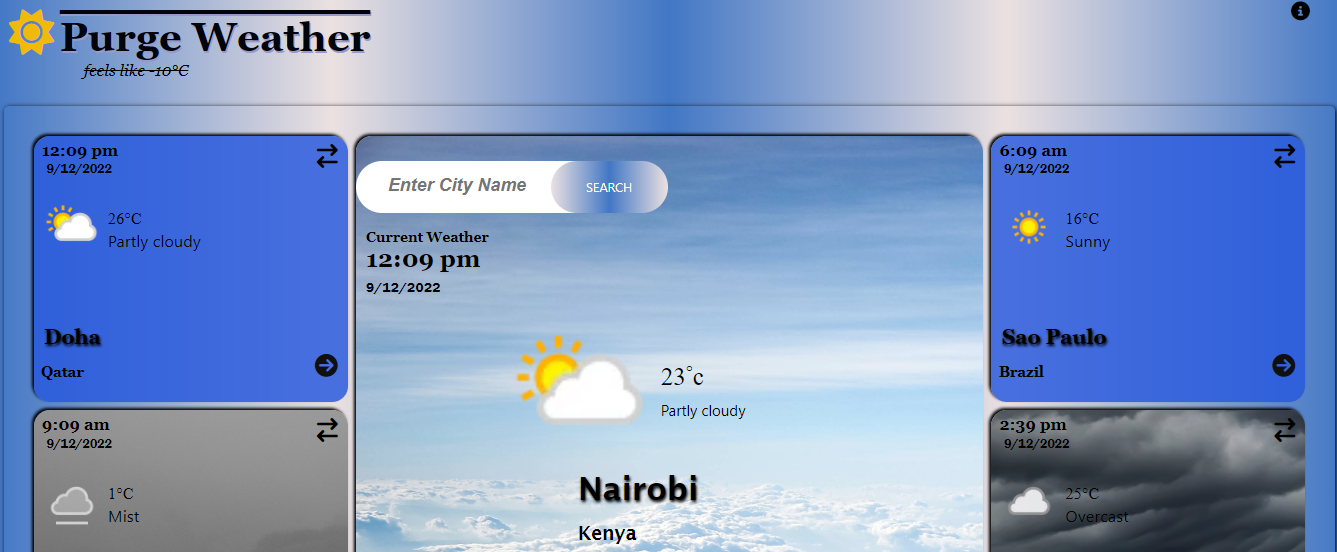 Purge Weather
feels like -10°C
12:09 pm
9/12/2022
26°C
Partly cloudy
Doha
Qatar
9:09 am
9/12/2022
1°C
Mist
Enter City Name
SEARCH
Current Weather
12:09 pm
9/12/2022
23°c
Partly cloudy
Nairobi
Kenya
6:09 am
9/12/2022
16°C
Sunny
Sao Paulo
Brazil
2:39 pm
9/12/2022
25°C
Overcast